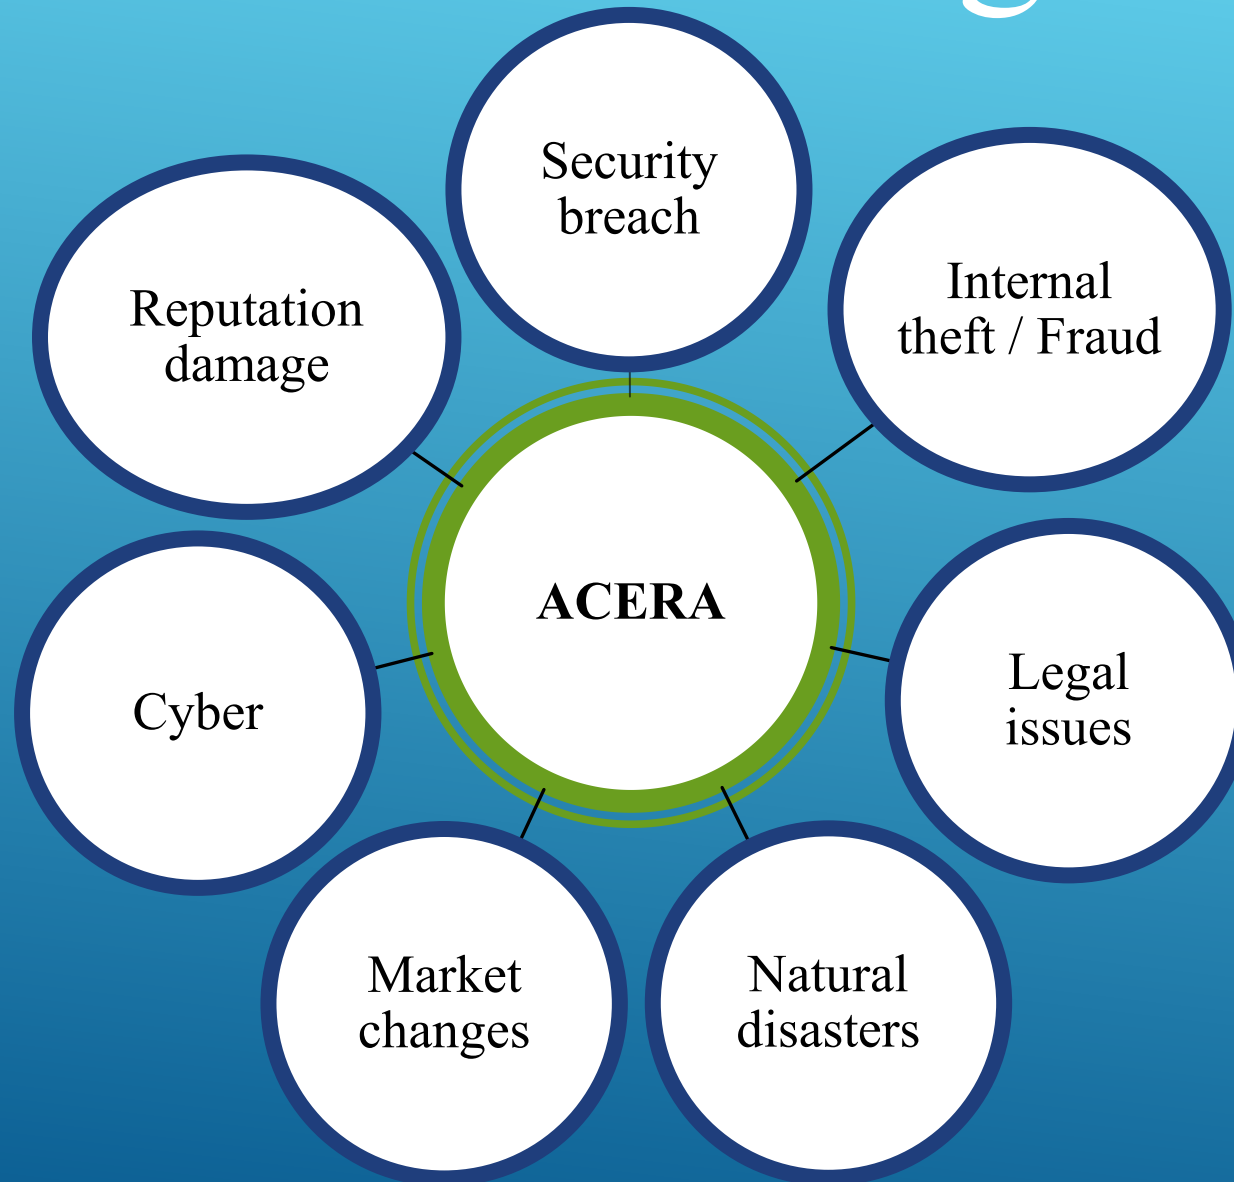 Security
breach
Internal
theft / Fraud
Reputation
damage
ACERA
Legal
issues
Cyber
Market
changes
Natural
disasters